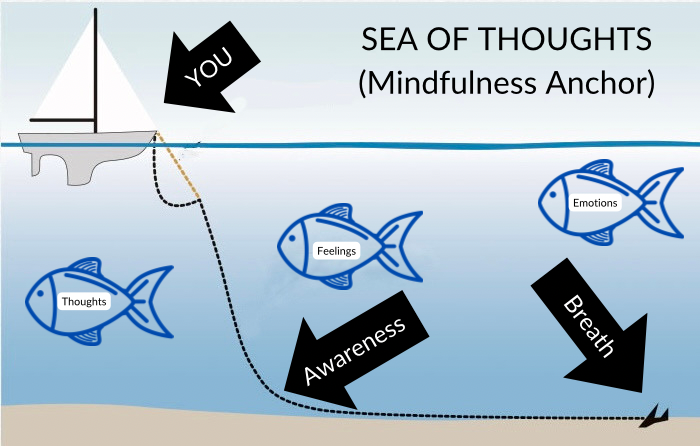 SEA OF THOUGHTS
(Mindfulness Anchor)
YOU
Emotions
Feelings
Thoughts
Awareness
Breath